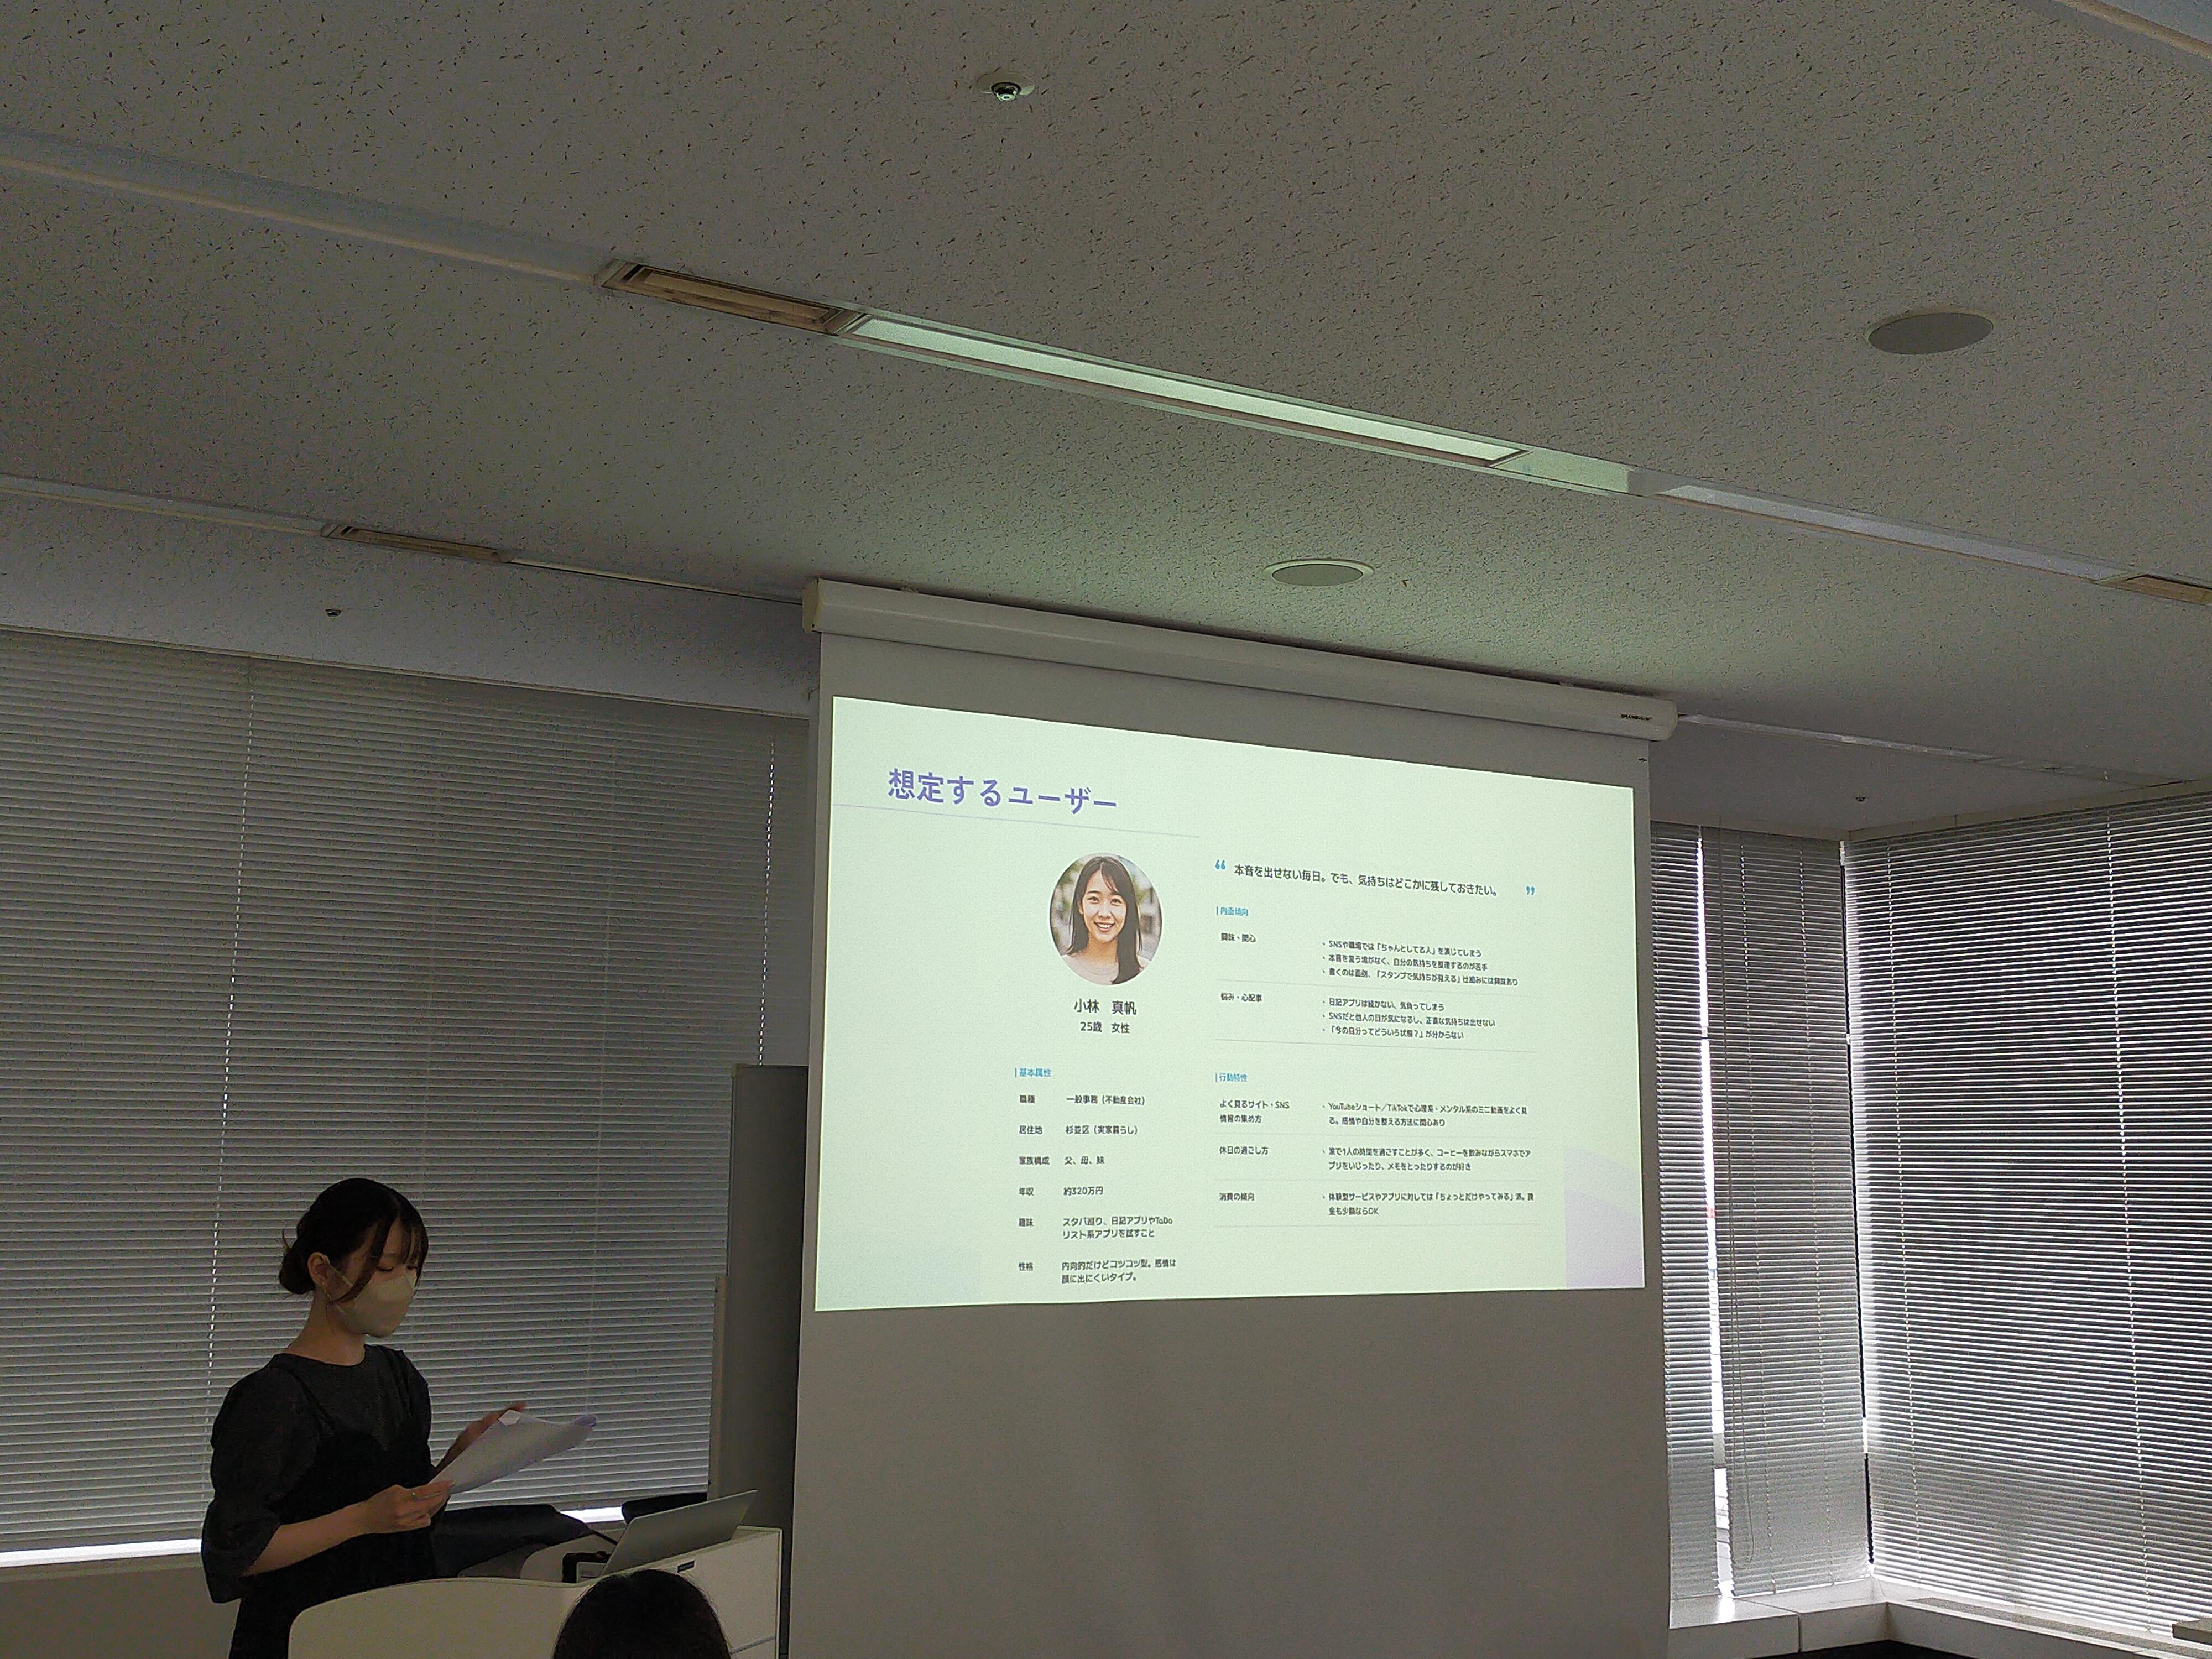 想定するユーザー
小林 真帆
25歳 女性
基本属性
職種 一般事務（不動産会社）
居住地 杉並区（実家暮らし）
家族構成 父、母、妹
年収 約320万円
趣味 スタバ巡り、日記アプリやToDo
リスト系アプリを試すこと
性格 内向的だけどコツコツ型。感情は
顔に出にくいタイプ。
“ 本音を出せない毎日。でも、気持ちはどこかに残しておきたい。 ”
内面傾向
興味・関心
・SNSや職場では「ちゃんとしてる人」を演じてしまう
・本音を言う場がなく、自分の気持ちを整理するのが苦手
・書くのは面倒、「スタンプで気持ちが見える」仕組みには興味あり
悩み・心配事
・日記アプリは続かない、気負ってしまう
・SNSだと他人の目が気になるし、正直な気持ちは出せない
・「今の自分ってどういう状態？」が分からない
行動特性
よく見るサイト・SNS
情報の集め方
・YouTubeショート／TikTokで心理系・メンタル系のミニ動画をよく見
る。感情や自分を整える方法に関心あり
休日の過ごし方
・家で1人の時間を過ごすことが多く、コーヒーを飲みながらスマホでア
プリをいじったり、メモをとったりするのが好き
消費の傾向
・体験型サービスやアプリに対しては「ちょっとだけやってみる」派。課
金も少額ならOK